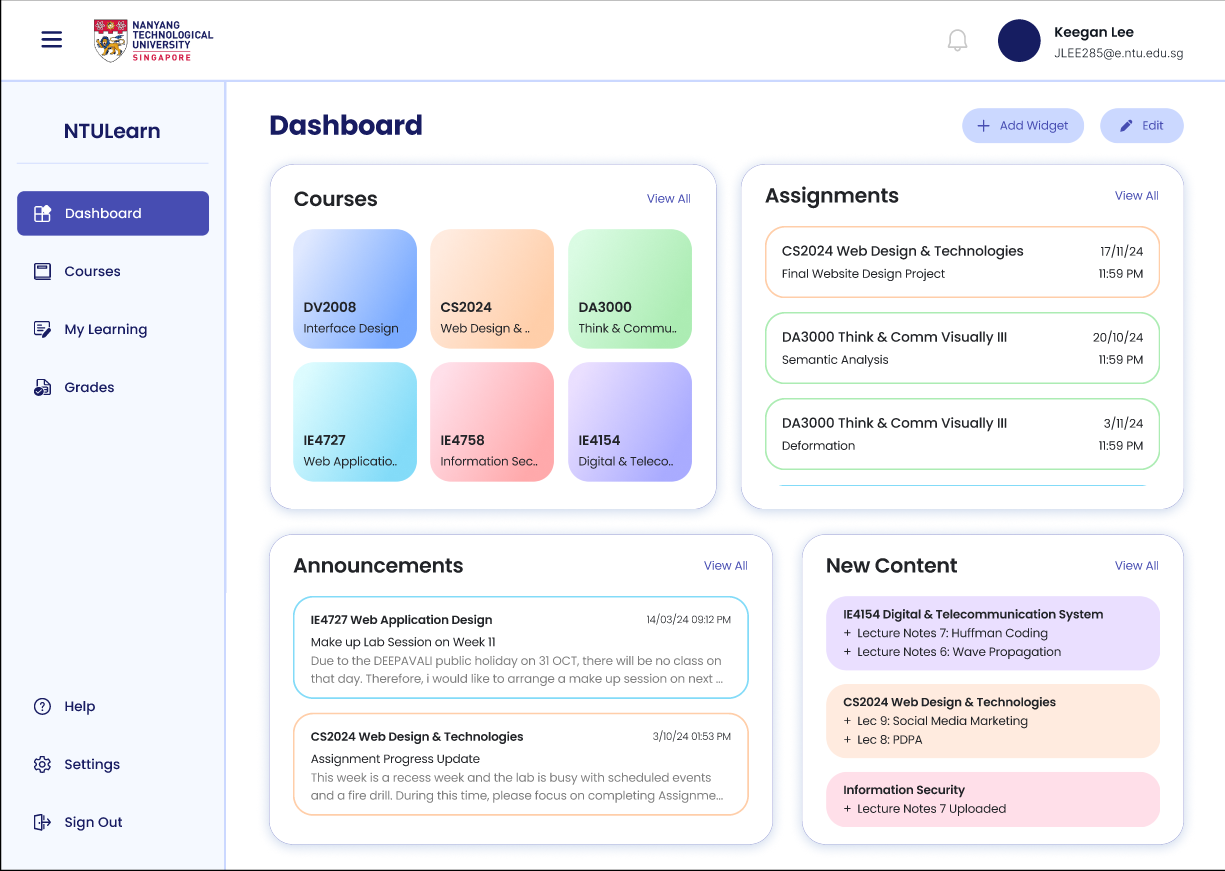 NANYANG
TECHNOLOGICAL
UNIVERSITY
SINGAPORE
Keegan Lee
JLEE285@e.ntu.edu.sg
NTULearn
Dashboard
Courses
My Learning
Grades
Help
Settings
Sign Out
Dashboard
+ Add Widget
Edit
Courses
View All
DV2008
Interface Design
CS2024
Web Design & ..
DA3000
Think & Commu..
IE4727
Web Applicatio..
IE4758
Information Sec..
IE4154
Digital & Teleco..
Assignments
View All
CS2024 Web Design & Technologies 17/11/24
Final Website Design Project 11:59 PM
DA3000 Think & Comm Visually III 20/10/24
Semantic Analysis 11:59 PM
DA3000 Think & Comm Visually III 3/11/24
Deformation 11:59 PM
Announcements
View All
IE4727 Web Application Design 14/03/24 09:12 PM
Make up Lab Session on Week 11
Due to the DEEPAVALI public holiday on 31 OCT, there will be no class on
that day. Therefore, i would like to arrange a make up session on next ...
CS2024 Web Design & Technologies 3/10/24 01:53 PM
Assignment Progress Update
This week is a recess week and the lab is busy with scheduled events
and a fire drill. During this time, please focus on completing Assignme...
New Content
View All
IE4154 Digital & Telecommunication System
+ Lecture Notes 7: Huffman Coding
+ Lecture Notes 6: Wave Propagation
CS2024 Web Design & Technologies
+ Lec 9: Social Media Marketing
+ Lec 8: PDPA
Information Security
+ Lecture Notes 7 Uploaded